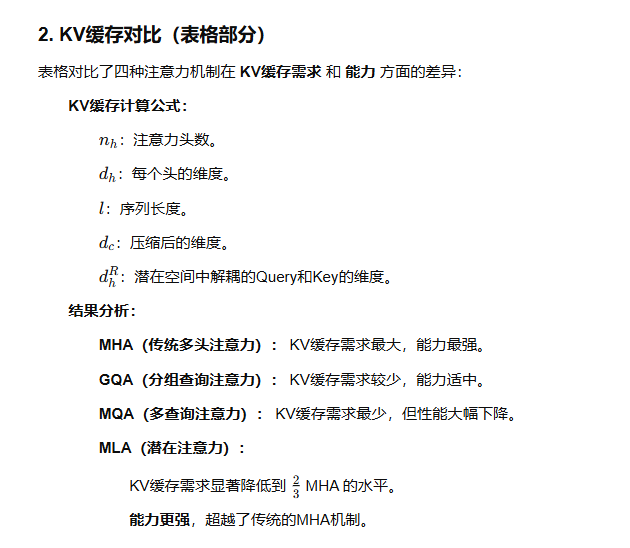 2. KV缓存对比（表格部分）
表格对比了四种注意力机制在 KV缓存需求 和 能力 方面的差异：
KV缓存计算公式：
$n_h$：注意力头数。
$d_h$：每个头的维度。
$l$：序列长度。
$d_c$：压缩后的维度。
$d_h^R$：潜在空间中解耦的Query和Key的维度。
结果分析：
MHA（传统多头注意力）： KV缓存需求最大，能力最强。
GQA（分组查询注意力）： KV缓存需求较少，能力适中。
MQA（多查询注意力）： KV缓存需求最少，但性能大幅下降。
MLA（潜在注意力）：
KV缓存需求显著降低到 $\frac{2}{3}$ MHA 的水平。
能力更强，超越了传统的MHA机制。